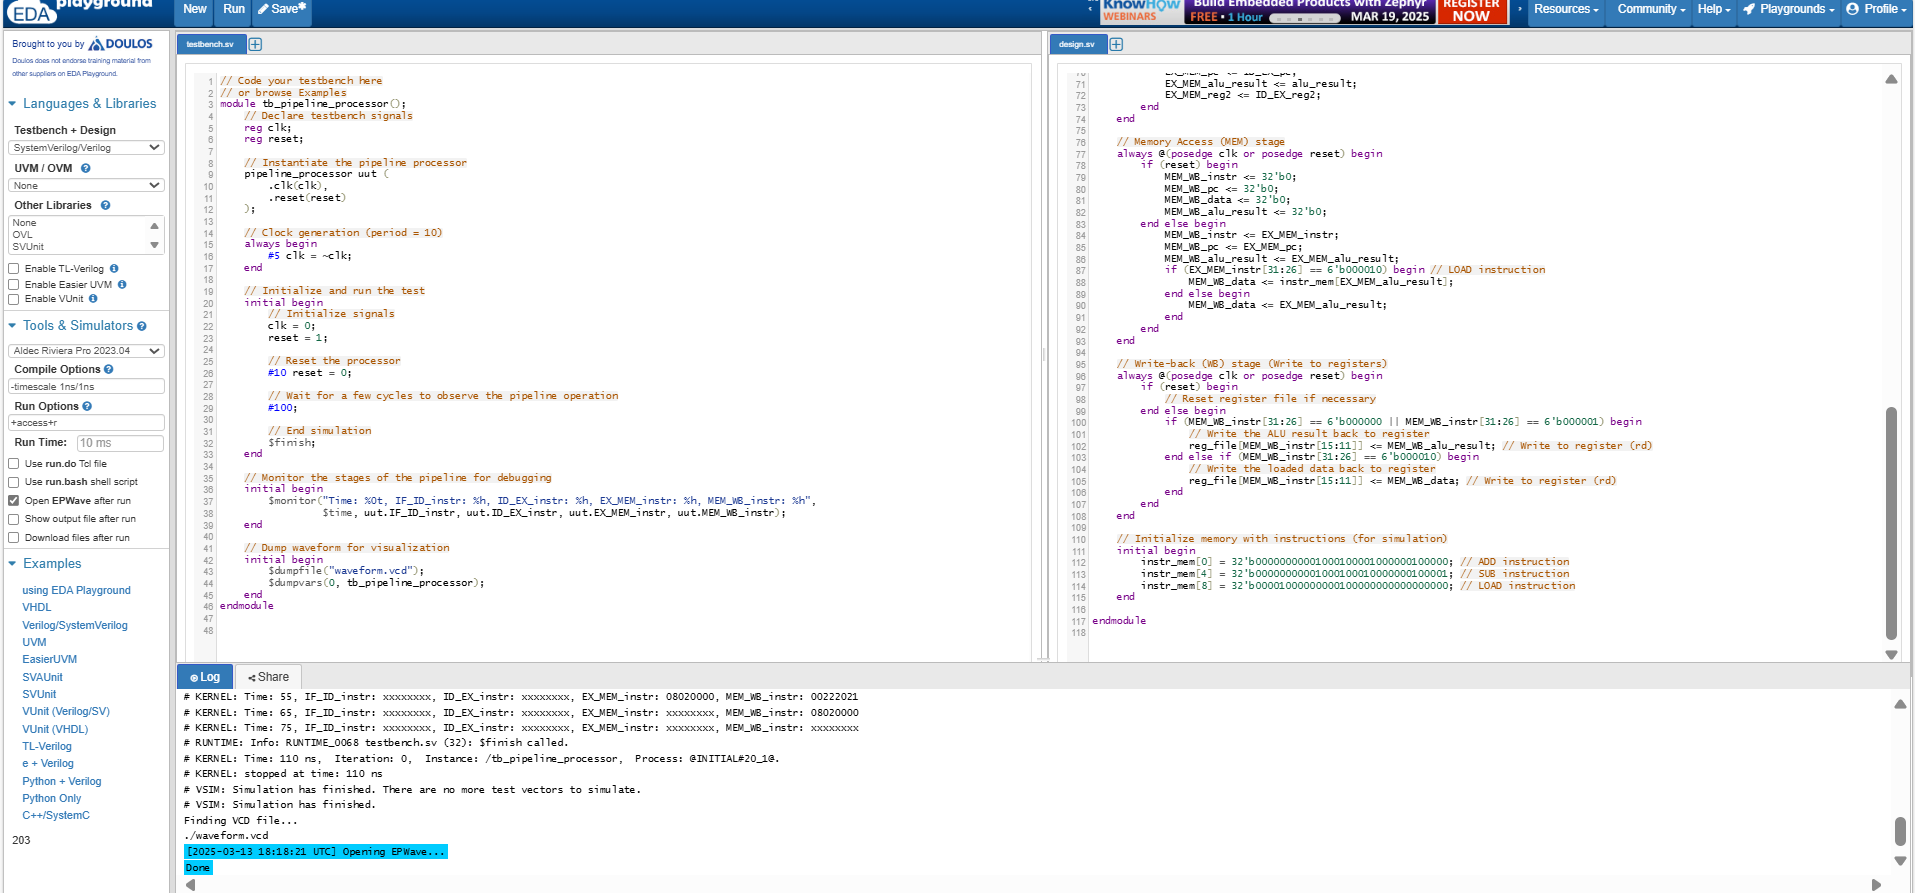 EDA playground
New Run Save*
KnowHow WEBINARS
Build Embedded Products with Zephyr
FREE • 1 Hour MAR 19, 2025
REGISTER NOW
Resources Community Help Playgrounds Profile
Brought to you by DOULOS
Doulos does not endorse training material from
other suppliers on EDA Playground.
Languages & Libraries
Testbench + Design
SystemVerilog/Verilog
UVM / OVM
None
Other Libraries
None
OVL
SVUnit
Enable TL-Verilog
Enable Easier UVM
Enable VUnit
Tools & Simulators
Aldec Riviera Pro 2023.04
Compile Options
-timescale 1ns/1ns
Run Options
+access+r
Run Time: 10 ms
Use run.do Tcl file
Use run.bash shell script
Open EPWave after run
Show output file after run
Download files after run
Examples
using EDA Playground
VHDL
Verilog/SystemVerilog
UVM
EasierUVM
SVAUnit
SVUnit
VUnit (Verilog/SV)
VUnit (VHDL)
TL-Verilog
e + Verilog
Python + Verilog
Python Only
C++/SystemC
203
testbench.sv
1 // Code your testbench here
2 // or browse Examples
3 module tb_pipeline_processor();
4 // Declare testbench signals
5 reg clk;
6 reg reset;
7
8 // Instantiate the pipeline processor
9 pipeline_processor uut (
10 .clk(clk),
11 .reset(reset)
12 );
13
14 // Clock generation (period = 10)
15 always begin
16 #5 clk = ~clk;
17 end
18
19 // Initialize and run the test
20 initial begin
21 // Initialize signals
22 clk = 0;
23 reset = 1;
24
25 // Reset the processor
26 #10 reset = 0;
27
28 // Wait for a few cycles to observe the pipeline operation
29 #100;
30
31 // End simulation
32 $finish;
33 end
34
35 // Monitor the stages of the pipeline for debugging
36 initial begin
37 $monitor("Time: %0t, IF_ID_instr: %h, ID_EX_instr: %h, EX_MEM_instr: %h, MEM_WB_instr: %h",
38 $time, uut.IF_ID_instr, uut.ID_EX_instr, uut.EX_MEM_instr, uut.MEM_WB_instr);
39 end
40
41 // Dump waveform for visualization
42 initial begin
43 $dumpfile("waveform.vcd");
44 $dumpvars(0, tb_pipeline_processor);
45 end
46 endmodule
47
48
design.sv
70 EX_MEM_pc <= ID_EX_pc;
71 EX_MEM_alu_result <= alu_result;
72 EX_MEM_reg2 <= ID_EX_reg2;
73 end
74 end
75
76 // Memory Access (MEM) stage
77 always @(posedge clk or posedge reset) begin
78 if (reset) begin
79 MEM_WB_instr <= 32'b0;
80 MEM_WB_pc <= 32'b0;
81 MEM_WB_data <= 32'b0;
82 MEM_WB_alu_result <= 32'b0;
83 end else begin
84 MEM_WB_instr <= EX_MEM_instr;
85 MEM_WB_pc <= EX_MEM_pc;
86 MEM_WB_alu_result <= EX_MEM_alu_result;
87 if (EX_MEM_instr[31:26] == 6'b000010) begin // LOAD instruction
88 MEM_WB_data <= instr_mem[EX_MEM_alu_result];
89 end else begin
90 MEM_WB_data <= EX_MEM_alu_result;
91 end
92 end
93 end
94
95 // Write-back (WB) stage (Write to registers)
96 always @(posedge clk or posedge reset) begin
97 if (reset) begin
98 // Reset register file if necessary
99 end else begin
100 if (MEM_WB_instr[31:26] == 6'b000000 || MEM_WB_instr[31:26] == 6'b000001) begin
101 // Write the ALU result back to register
102 reg_file[MEM_WB_instr[15:11]] <= MEM_WB_alu_result; // Write to register (rd)
103 end else if (MEM_WB_instr[31:26] == 6'b000010) begin
104 // Write the loaded data back to register
105 reg_file[MEM_WB_instr[15:11]] <= MEM_WB_data; // Write to register (rd)
106 end
107 end
108 end
109
110 // Initialize memory with instructions (for simulation)
111 initial begin
112 instr_mem[0] = 32'b00000000001000100001000000100000; // ADD instruction
113 instr_mem[4] = 32'b00000000001000100010000000100001; // SUB instruction
114 instr_mem[8] = 32'b00001000000000100000000000000000; // LOAD instruction
115 end
116
117 endmodule
118
Log Share
# KERNEL: Time: 55, IF_ID_instr: xxxxxxxx, ID_EX_instr: xxxxxxxx, EX_MEM_instr: 08020000, MEM_WB_instr: 00222021
# KERNEL: Time: 65, IF_ID_instr: xxxxxxxx, ID_EX_instr: xxxxxxxx, EX_MEM_instr: xxxxxxxx, MEM_WB_instr: 08020000
# KERNEL: Time: 75, IF_ID_instr: xxxxxxxx, ID_EX_instr: xxxxxxxx, EX_MEM_instr: xxxxxxxx, MEM_WB_instr: xxxxxxxx
# RUNTIME: Info: RUNTIME_0068 testbench.sv (32): $finish called.
# KERNEL: Time: 110 ns, Iteration: 0, Instance: /tb_pipeline_processor, Process: @INITIAL#20_1@.
# KERNEL: stopped at time: 110 ns
# VSIM: Simulation has finished. There are no more test vectors to simulate.
# VSIM: Simulation has finished.
Finding VCD file...
./waveform.vcd
[2025-03-13 18:18:21 UTC] Opening EPWave...
Done